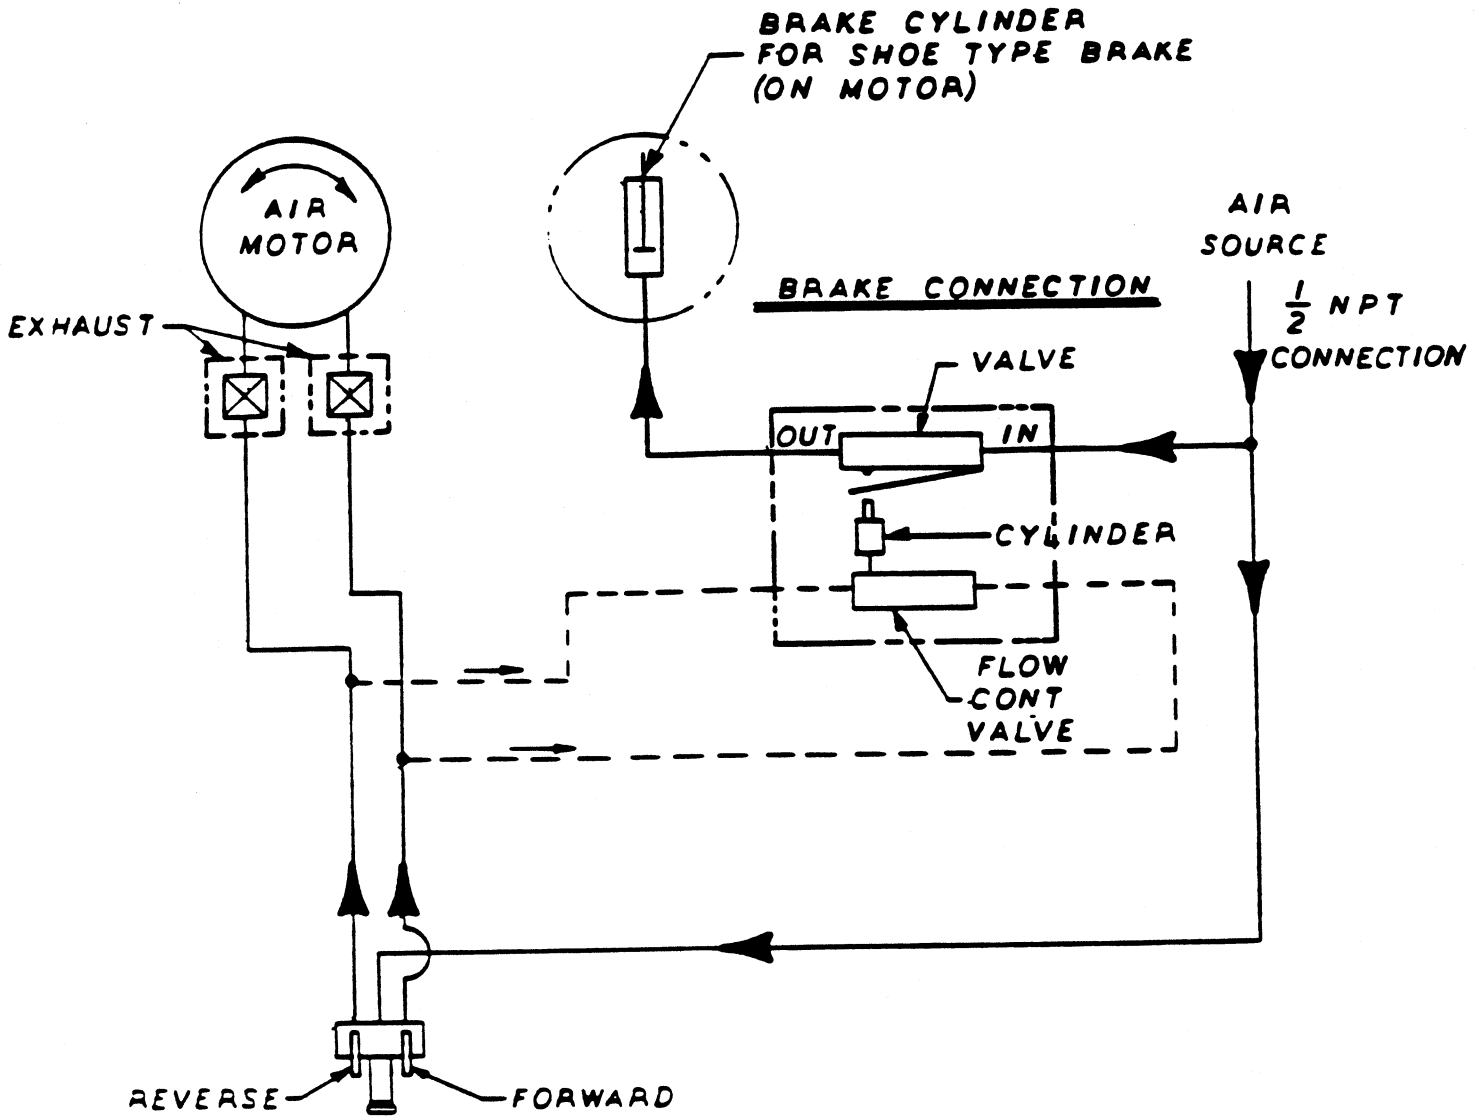 BRAKE CYLINDER
FOR SHOE TYPE BRAKE
(ON MOTOR)
AIR
MOTOR
AIR
SOURCE
1/2 NPT
CONNECTION
BRAKE CONNECTION
EXHAUST
VALVE
OUT
IN
CYLINDER
FLOW
CONT
VALVE
REVERSE
FORWARD